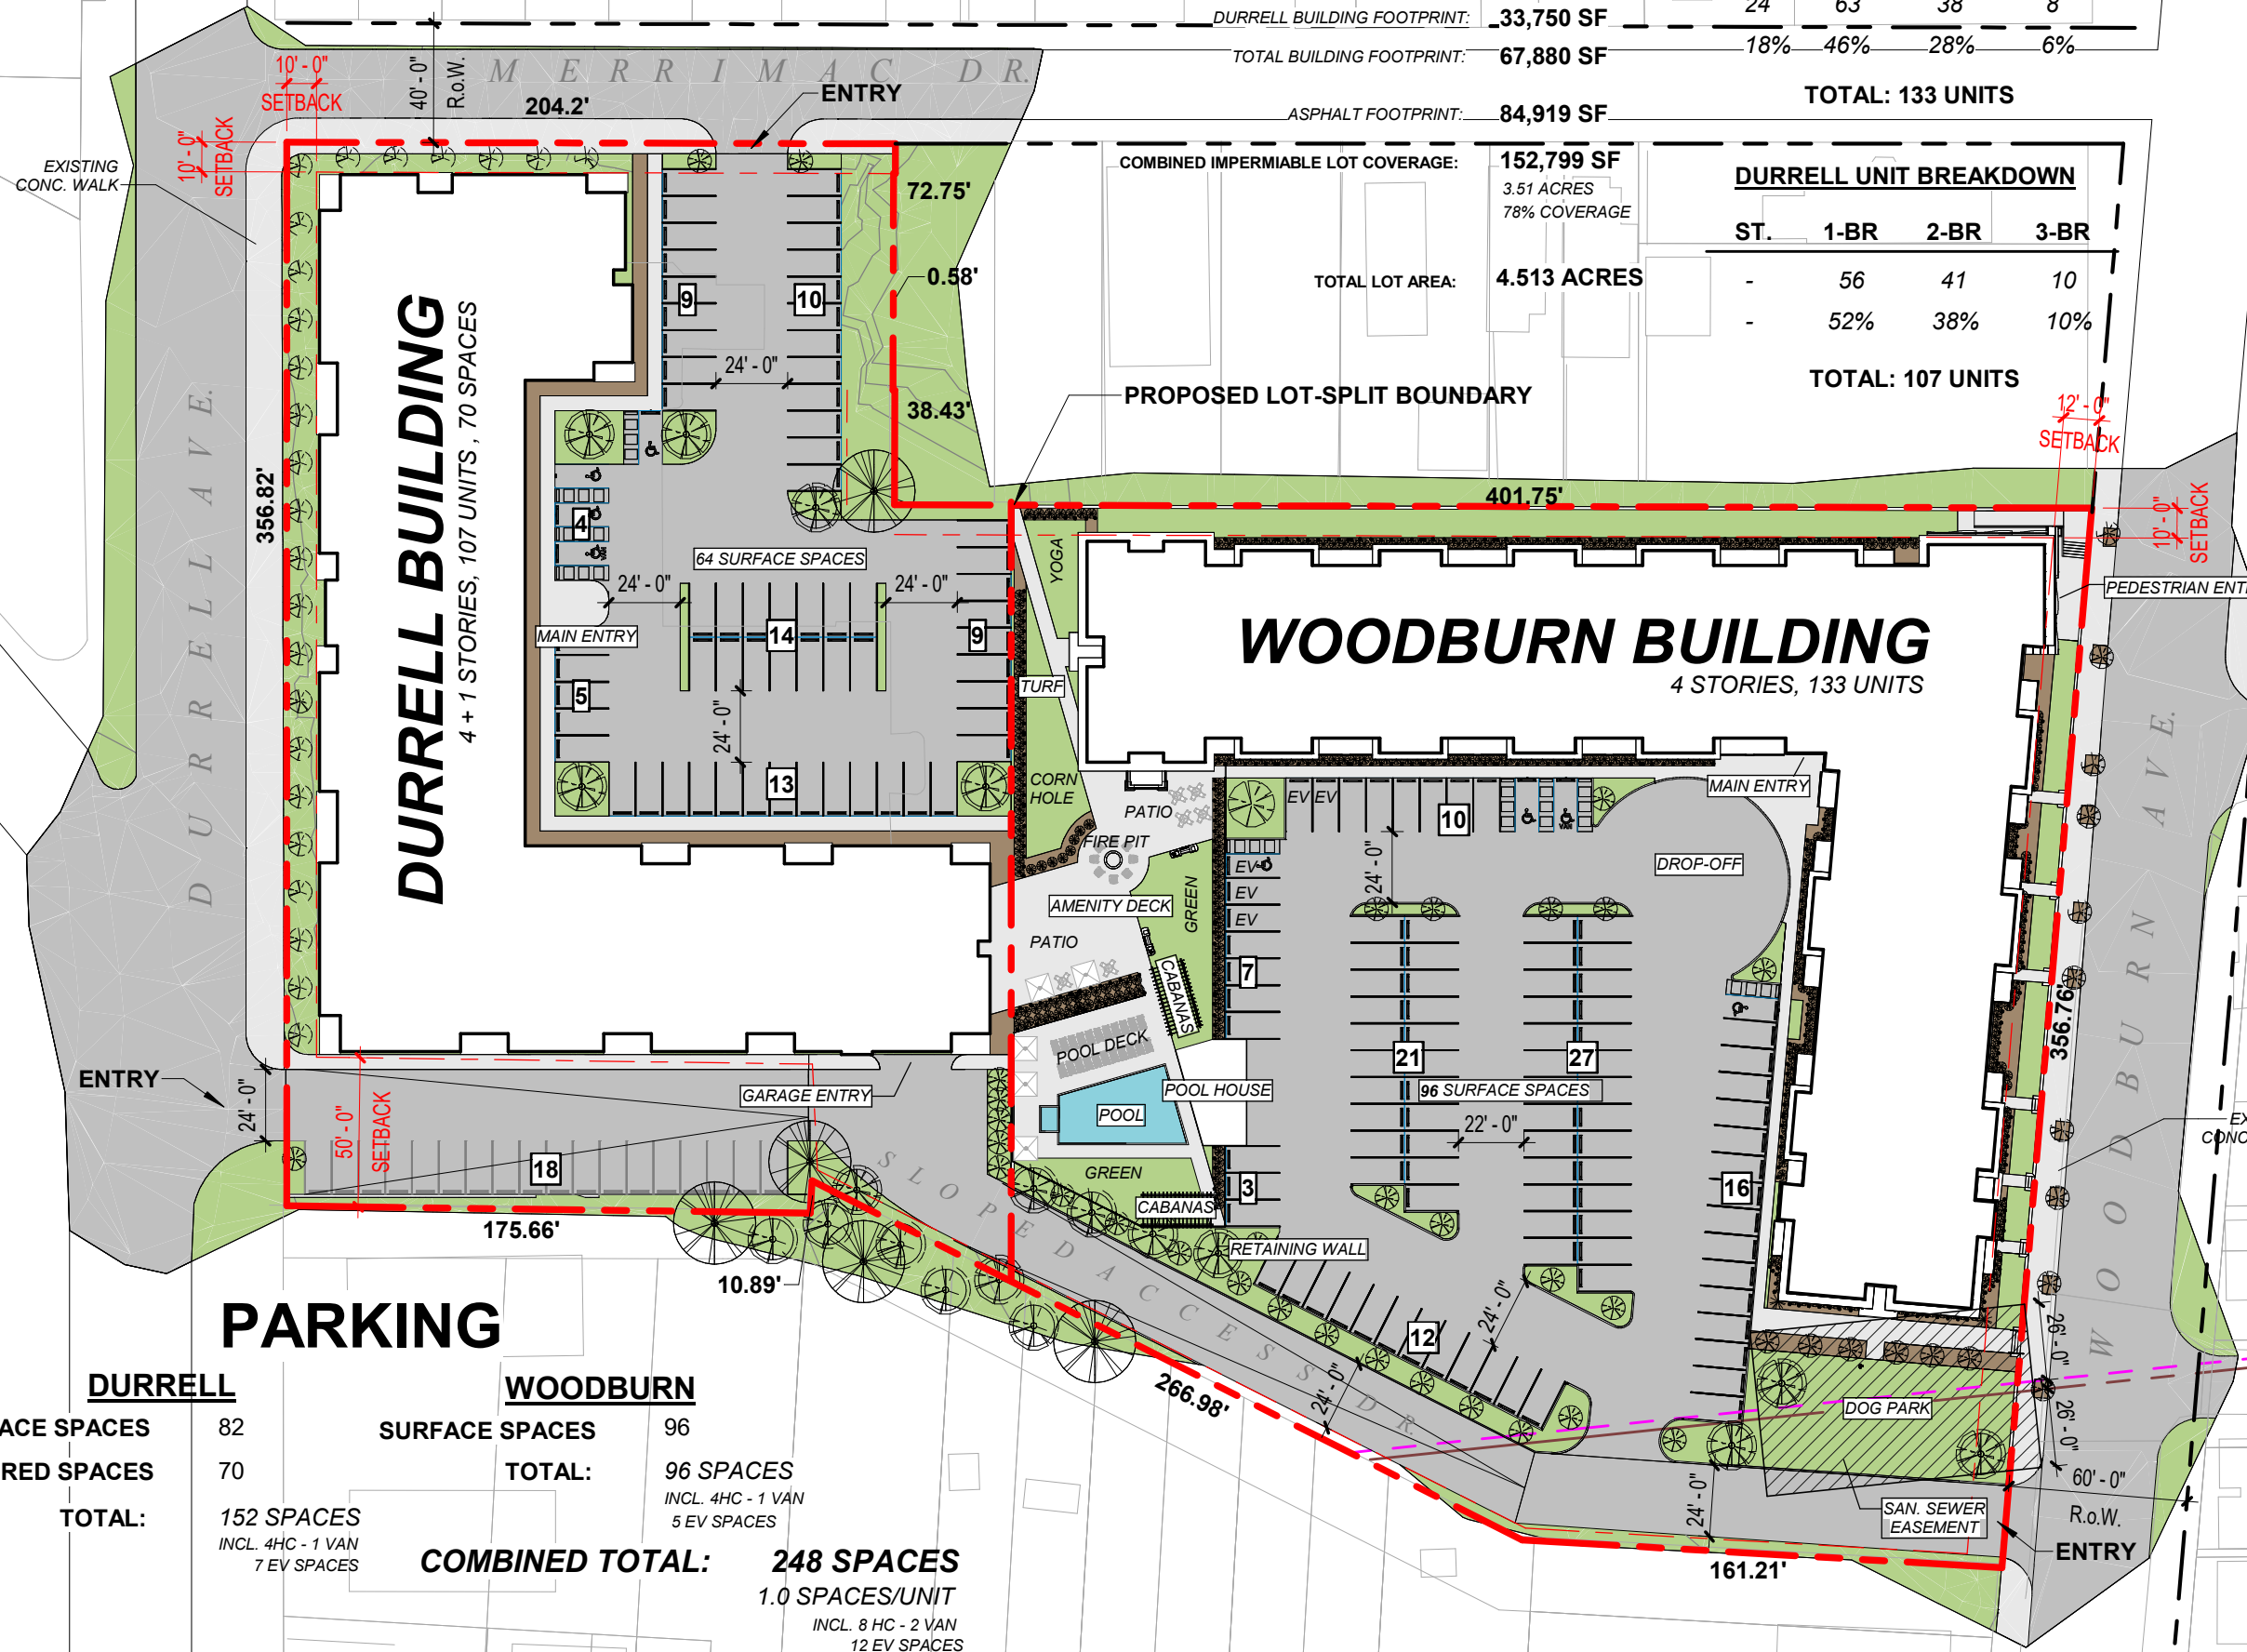 DURRELL BUILDING FOOTPRINT: 33,750 SF
TOTAL BUILDING FOOTPRINT: 67,880 SF
ASPHALT FOOTPRINT: 84,919 SF
COMBINED IMPERMIABLE LOT COVERAGE: 152,799 SF
3.51 ACRES
78% COVERAGE
TOTAL LOT AREA: 4.513 ACRES
24 63 38 8
18% 46% 28% 6%
TOTAL: 133 UNITS
DURRELL UNIT BREAKDOWN
ST. 1-BR 2-BR 3-BR
- 56 41 10
- 52% 38% 10%
TOTAL: 107 UNITS
MERRIMAC DR.
40' - 0"
R.o.W.
10' - 0"
SETBACK
10' - 0"
SETBACK
204.2'
ENTRY
EXISTING
CONC. WALK
72.75'
0.58'
38.43'
PROPOSED LOT-SPLIT BOUNDARY
401.75'
12' - 0"
SETBACK
10' - 0"
SETBACK
DURRELL AVE.
356.82'
DURRELL BUILDING
4 + 1 STORIES, 107 UNITS , 70 SPACES
9
10
24' - 0"
4
VAN
64 SURFACE SPACES
24' - 0"
24' - 0"
MAIN ENTRY
14
9
5
24' - 0"
13
YOGA
TURF
CORN
HOLE
PATIO
FIRE PIT
AMENITY DECK
GREEN
PATIO
CABANAS
POOL DECK
POOL HOUSE
POOL
GREEN
CABANAS
WOODBURN BUILDING
4 STORIES, 133 UNITS
PEDESTRIAN ENT
MAIN ENTRY
EV EV
10
VAN
EV
EV
EV
24' - 0"
DROP-OFF
7
21
27
96 SURFACE SPACES
22' - 0"
3
16
RETAINING WALL
12
24' - 0"
24' - 0"
WOODBURN AVE.
356.76'
EX
CONC
ENTRY
24' - 0"
50' - 0"
SETBACK
GARAGE ENTRY
18
175.66'
10.89'
SLOPED ACCESS DR.
266.98'
26' - 0"
26' - 0"
DOG PARK
24' - 0"
SAN. SEWER
EASEMENT
60' - 0"
R.o.W.
ENTRY
161.21'
PARKING
DURRELL
ACE SPACES 82
RED SPACES 70
TOTAL: 152 SPACES
INCL. 4HC - 1 VAN
7 EV SPACES
WOODBURN
SURFACE SPACES 96
TOTAL: 96 SPACES
INCL. 4HC - 1 VAN
5 EV SPACES
COMBINED TOTAL: 248 SPACES
1.0 SPACES/UNIT
INCL. 8 HC - 2 VAN
12 EV SPACES